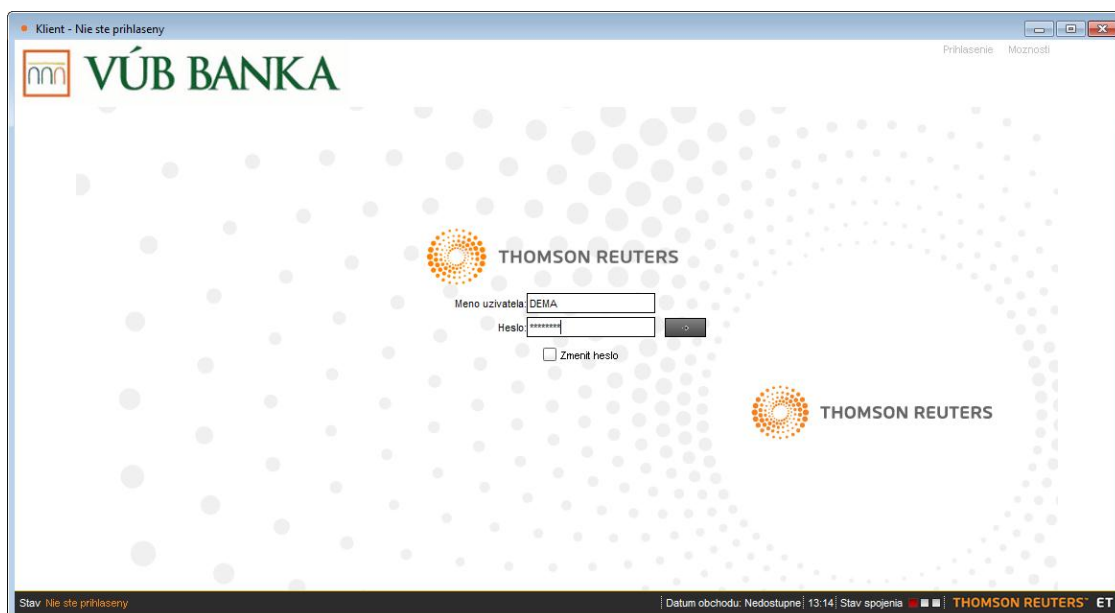 Klient - Nie ste prihlaseny
Prihlasenie Moznosti
VÚB BANKA
THOMSON REUTERS
Meno uzivatela: DEMA
Heslo: ********
Zmenit heslo
THOMSON REUTERS
Stav Nie ste prihlaseny Datum obchodu: Nedostupne 13:14 Stav spojenia THOMSON REUTERS ET